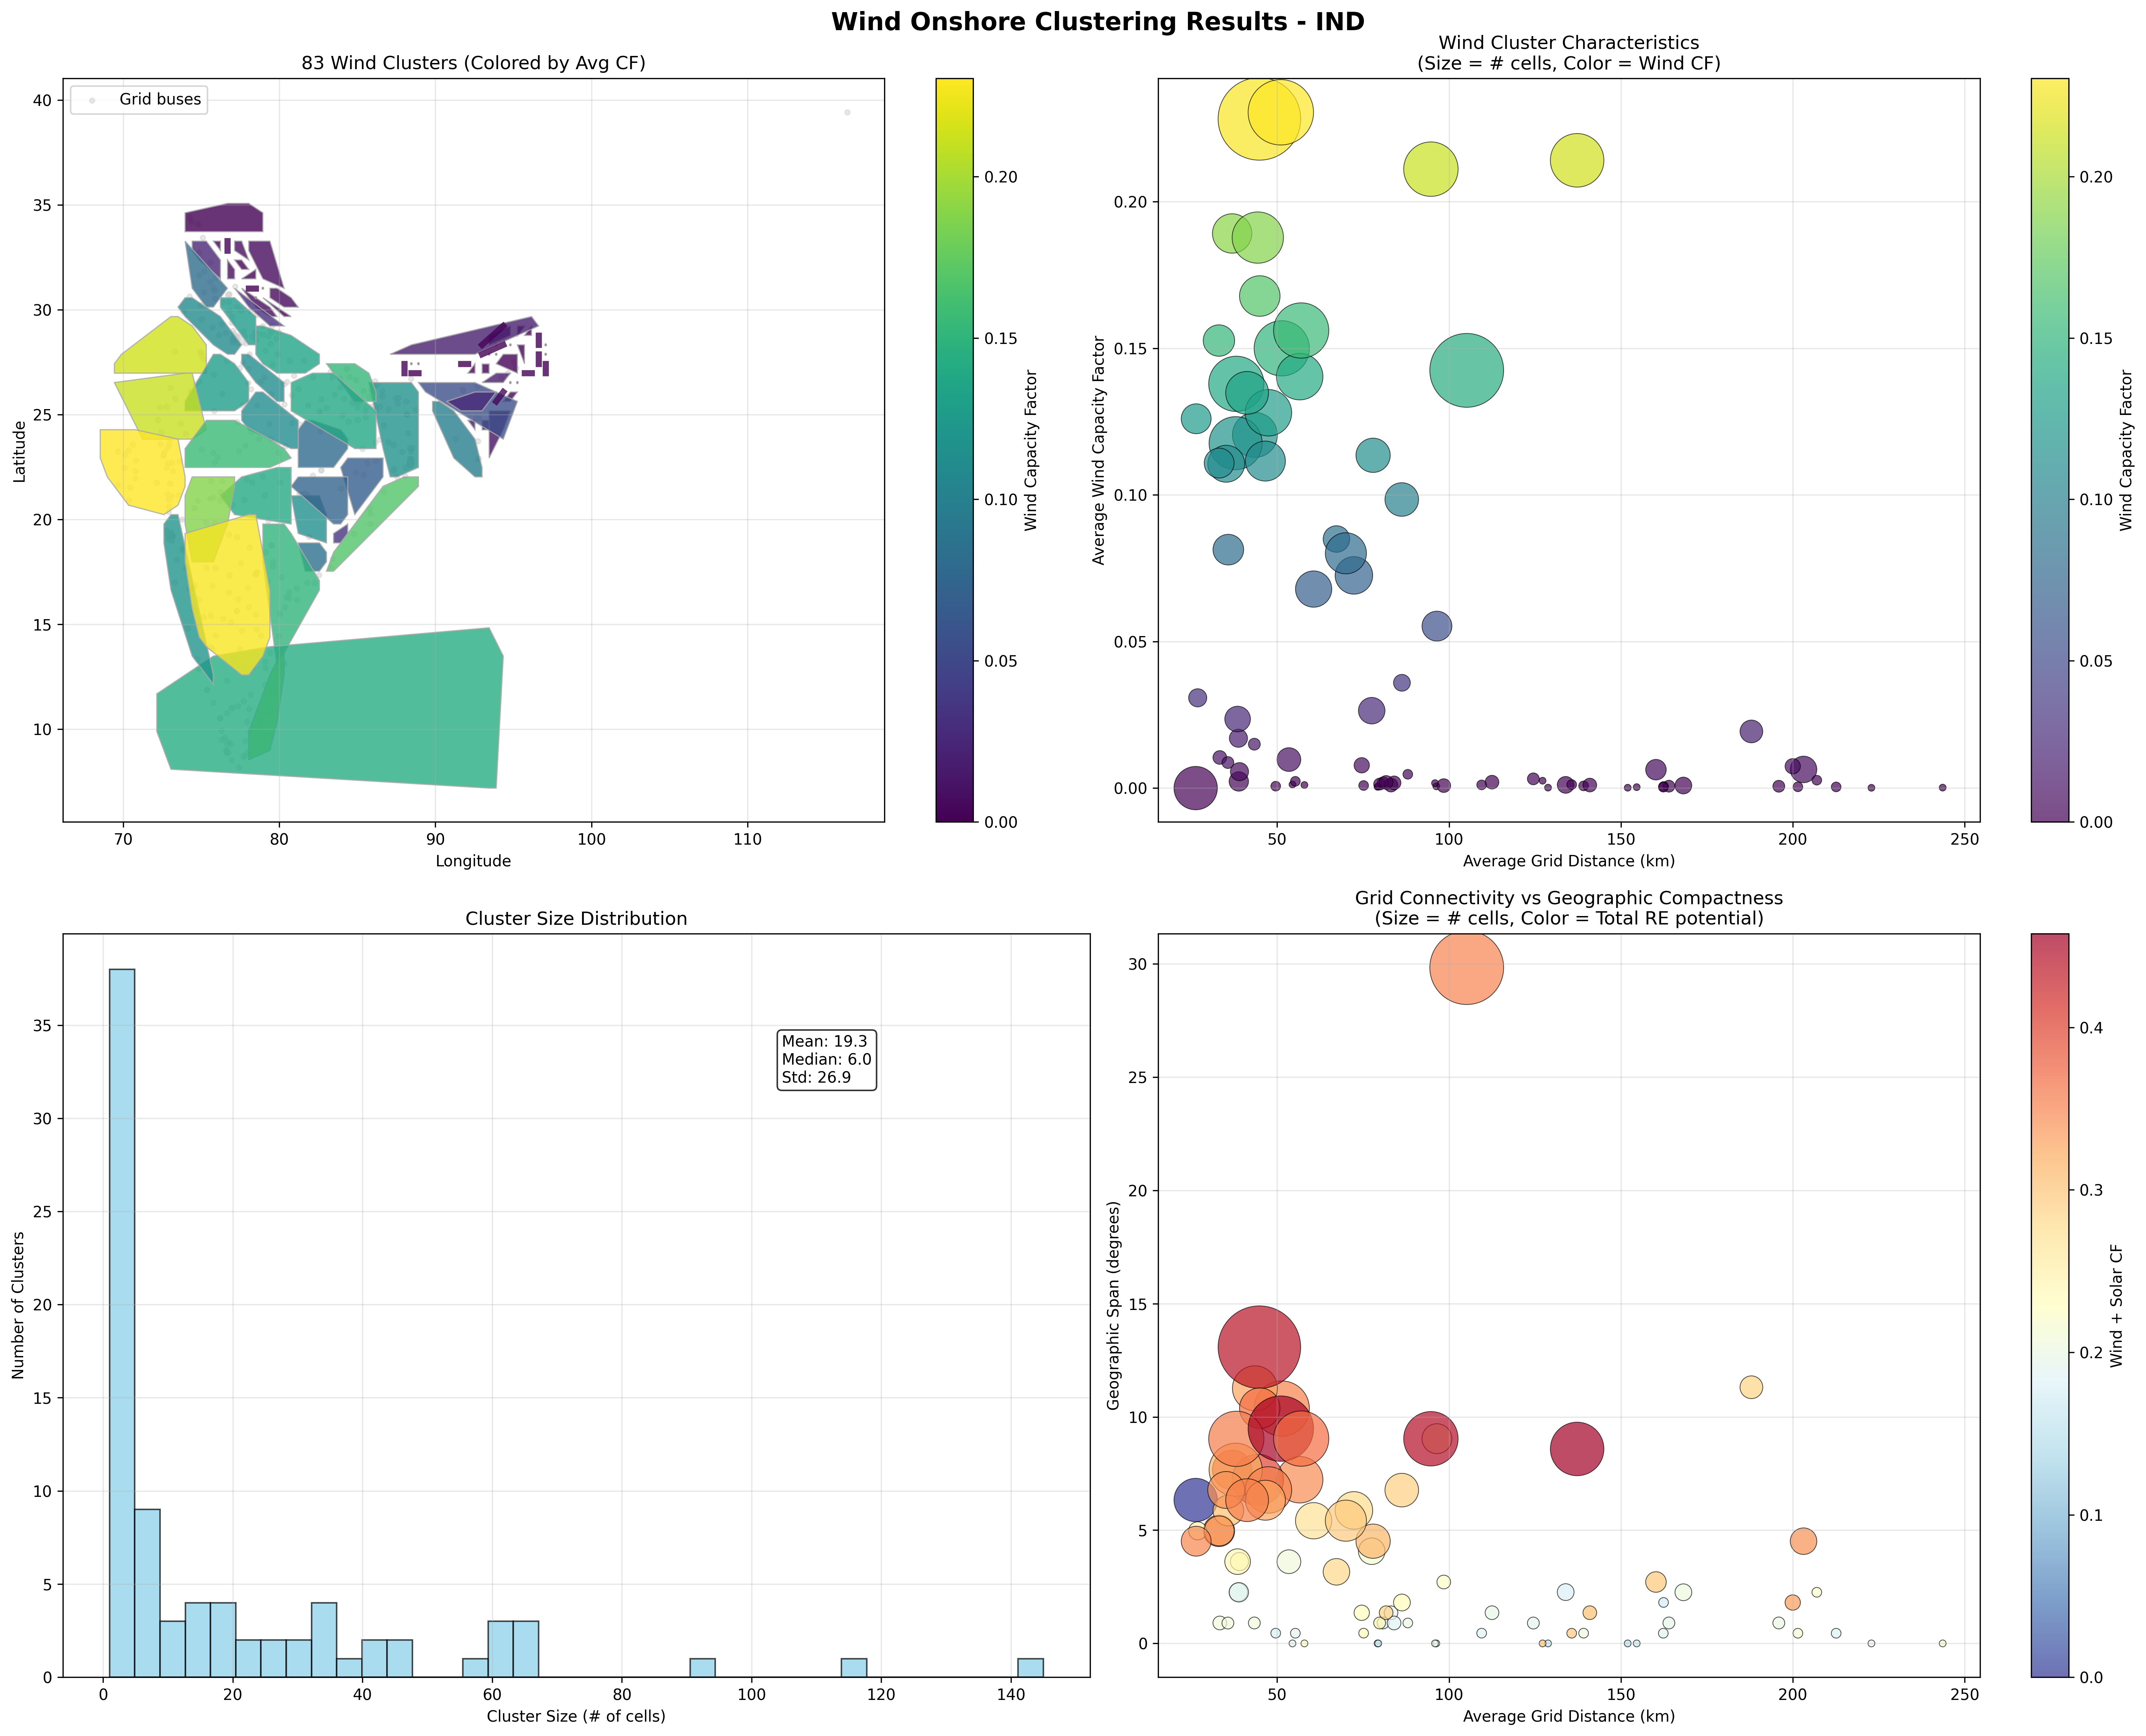 Wind Onshore Clustering Results - IND
83 Wind Clusters (Colored by Avg CF)
Grid buses
40
35
30
25
20
15
10
Latitude
70
80
90
100
110
Longitude
0.20
0.15
0.10
0.05
0.00
Wind Capacity Factor
Wind Cluster Characteristics
(Size = # cells, Color = Wind CF)
0.20
0.15
0.10
0.05
0.00
Average Wind Capacity Factor
50
100
150
200
250
Average Grid Distance (km)
0.20
0.15
0.10
0.05
0.00
Wind Capacity Factor
Cluster Size Distribution
Mean: 19.3
Median: 6.0
Std: 26.9
35
30
25
20
15
10
5
0
Number of Clusters
0
20
40
60
80
100
120
140
Cluster Size (# of cells)
Grid Connectivity vs Geographic Compactness
(Size = # cells, Color = Total RE potential)
30
25
20
15
10
5
0
Geographic Span (degrees)
50
100
150
200
250
Average Grid Distance (km)
0.4
0.3
0.2
0.1
0.0
Wind + Solar CF